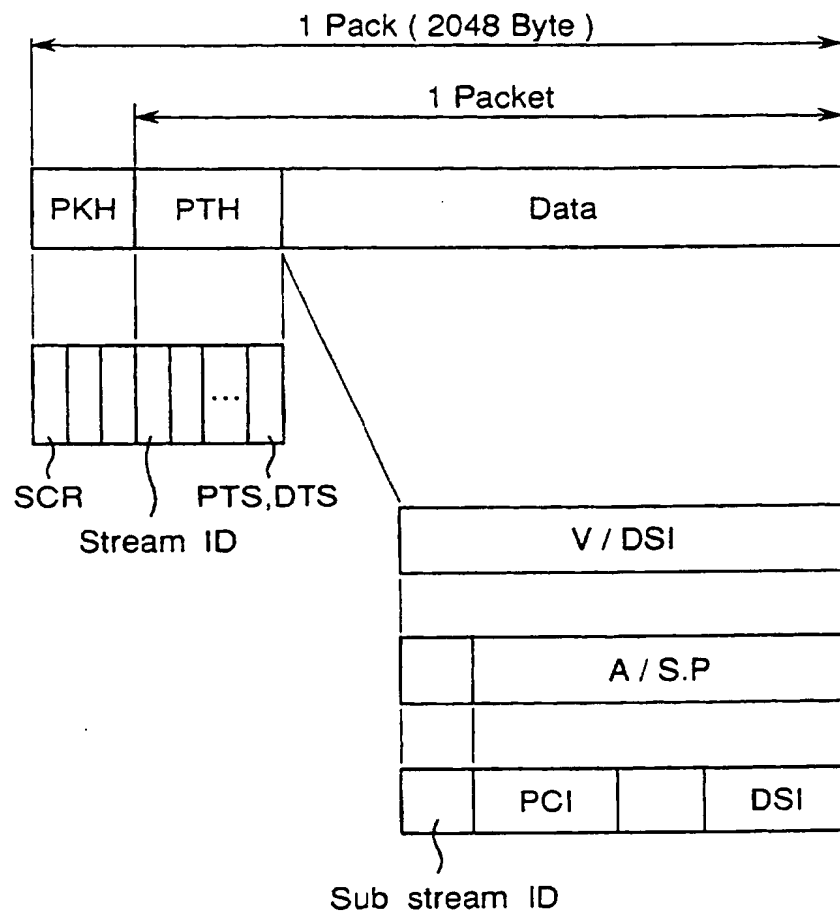 1 Pack ( 2048 Byte )
1 Packet
PKH PTH Data
...
SCR PTS,DTS
Stream ID
V / DSI
A / S.P
PCI DSI
Sub stream ID